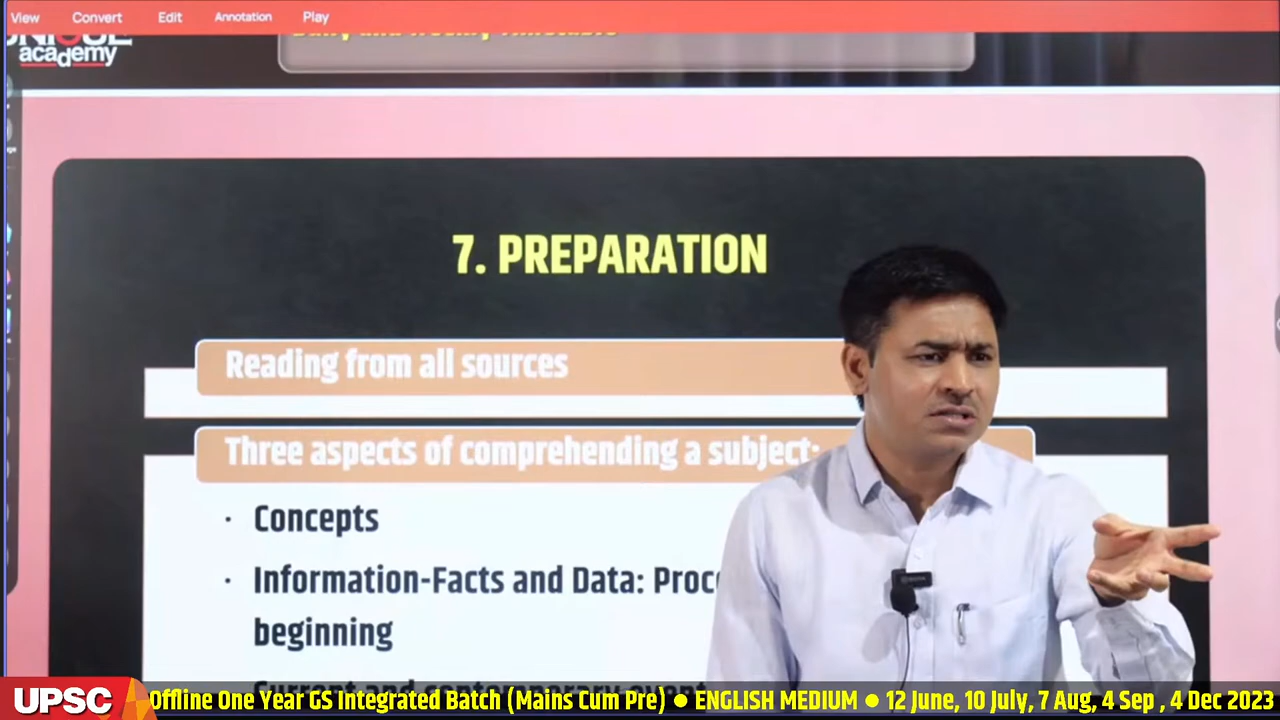 View Convert Edit Annotation Play
academy
7. PREPARATION
Reading from all sources
Three aspects of comprehending a subject:
· Concepts
· Information-Facts and Data: Proc
beginning
UPSC Offline One Year GS Integrated Batch (Mains Cum Pre) ● ENGLISH MEDIUM ● 12 June, 10 July, 7 Aug, 4 Sep , 4 Dec 2023